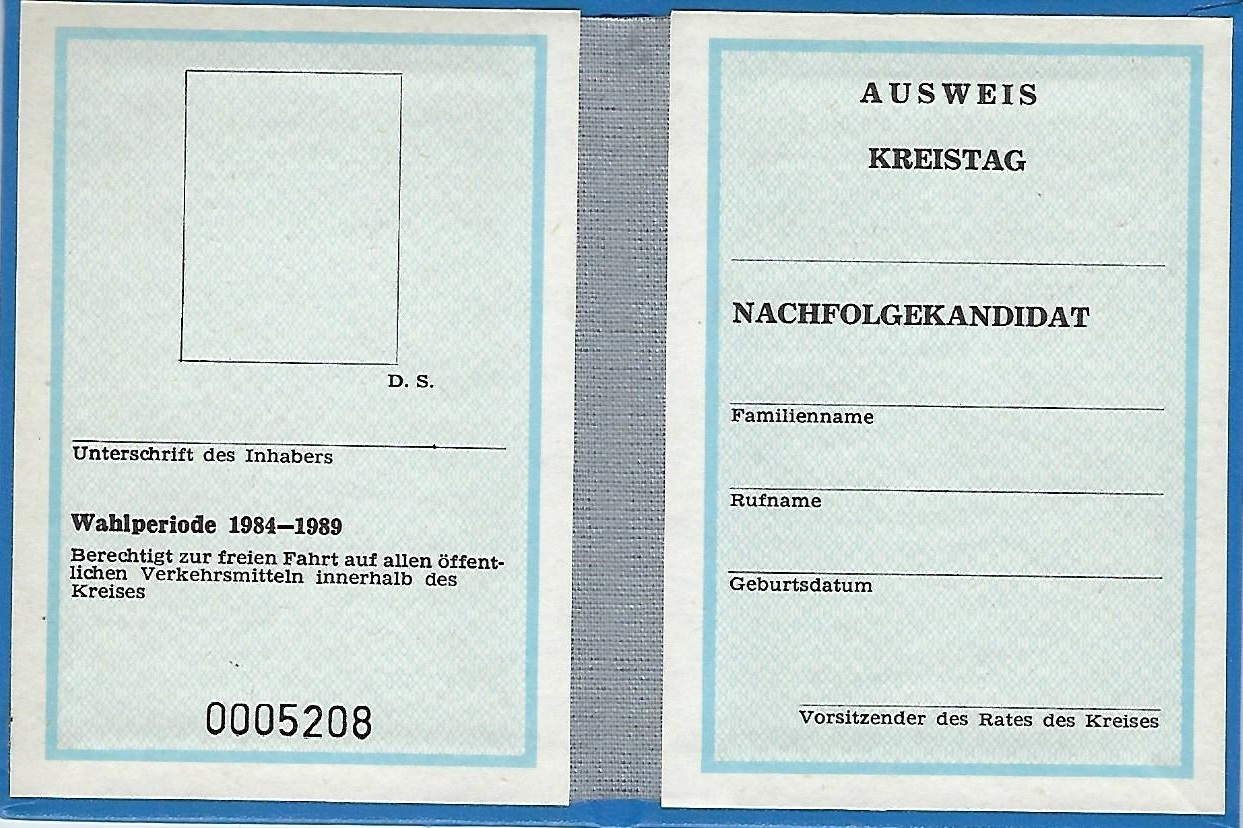 D. S.
Unterschrift des Inhabers
Wahlperiode 1984—1989
Berechtigt zur freien Fahrt auf allen öffent-
lichen Verkehrsmitteln innerhalb des
Kreises
0005208
AUSWEIS
KREISTAG
NACHFOLGEKANDIDAT
Familienname
Rufname
Geburtsdatum
Vorsitzender des Rates des Kreises